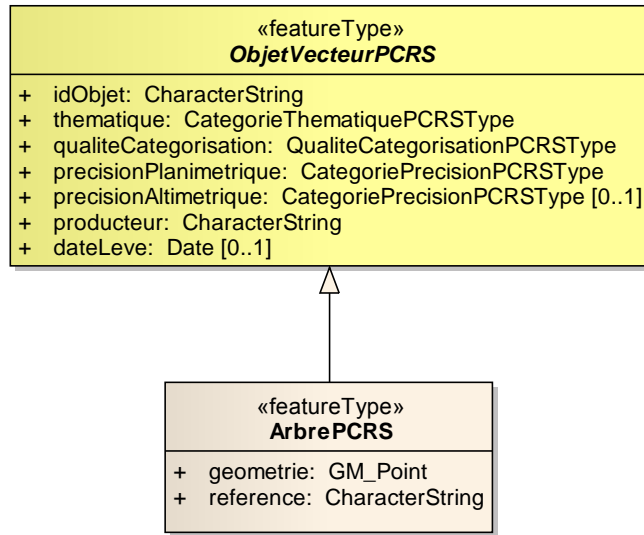 «featureType»
ObjetVecteurPCRS
+ idObjet: CharacterString
+ thematique: CategorieThematiquePCRSType
+ qualiteCategorisation: QualiteCategorisationPCRSType
+ precisionPlanimetrique: CategoriePrecisionPCRSType
+ precisionAltimetrique: CategoriePrecisionPCRSType [0..1]
+ producteur: CharacterString
+ dateLeve: Date [0..1]
«featureType»
ArbrePCRS
+ geometrie: GM_Point
+ reference: CharacterString